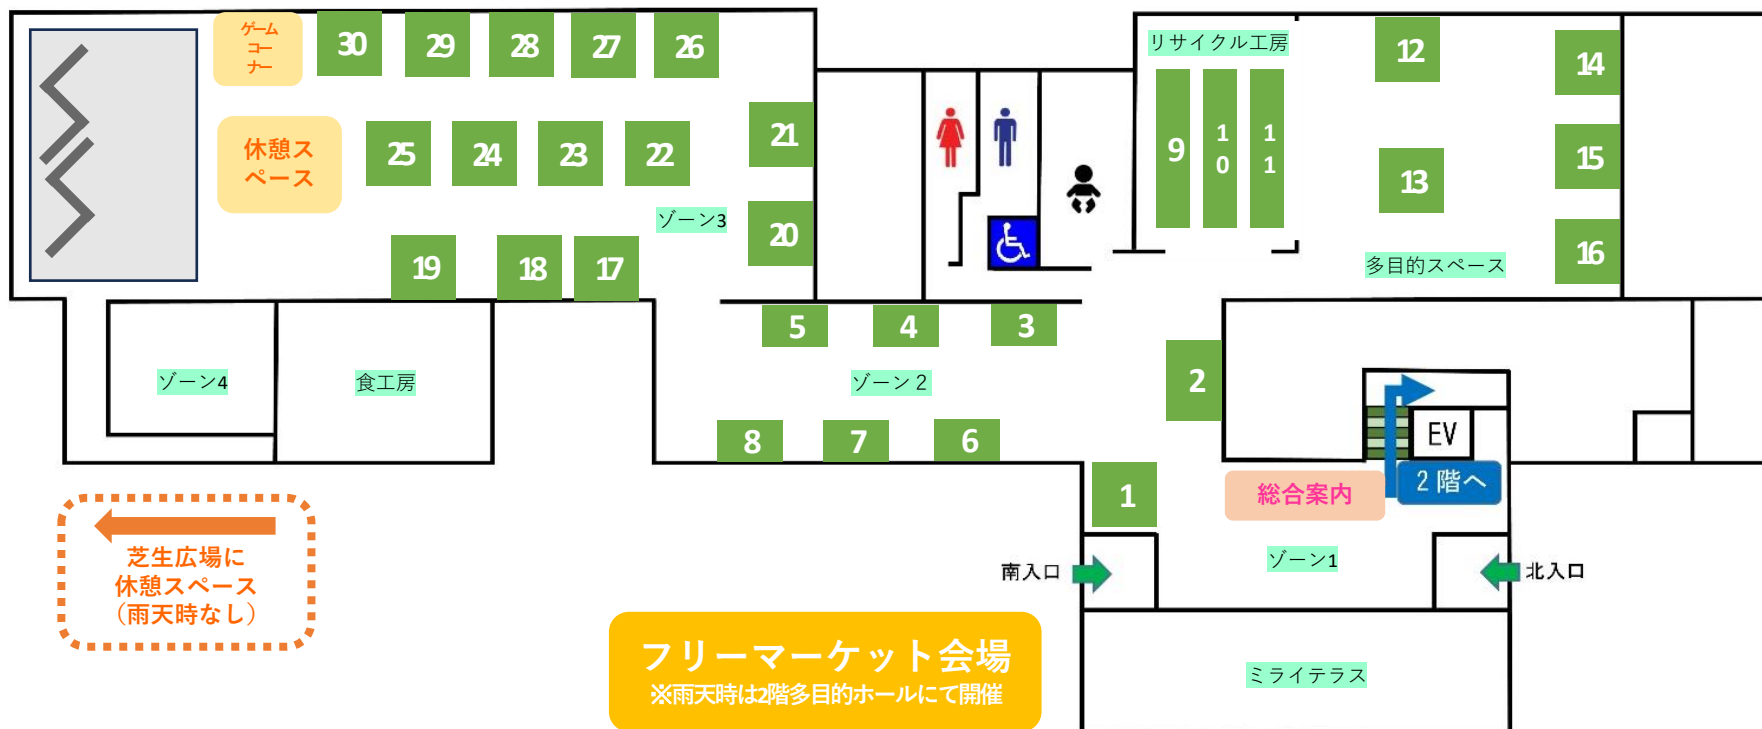 ゲーム
コー
ナー
30
29
28
27
26
リサイクル工房
12
14
休憩ス
ペース
25
24
23
22
21
9
10
11
13
15
ゾーン3
20
19
18
17
多目的スペース
16
5
4
3
2
ゾーン4
食工房
ゾーン２
8
7
6
EV
1
総合案内
２階へ
芝生広場に
休憩スペース
（雨天時なし）
南入口
ゾーン1
北入口
フリーマーケット会場
※雨天時は2階多目的ホールにて開催
ミライテラス